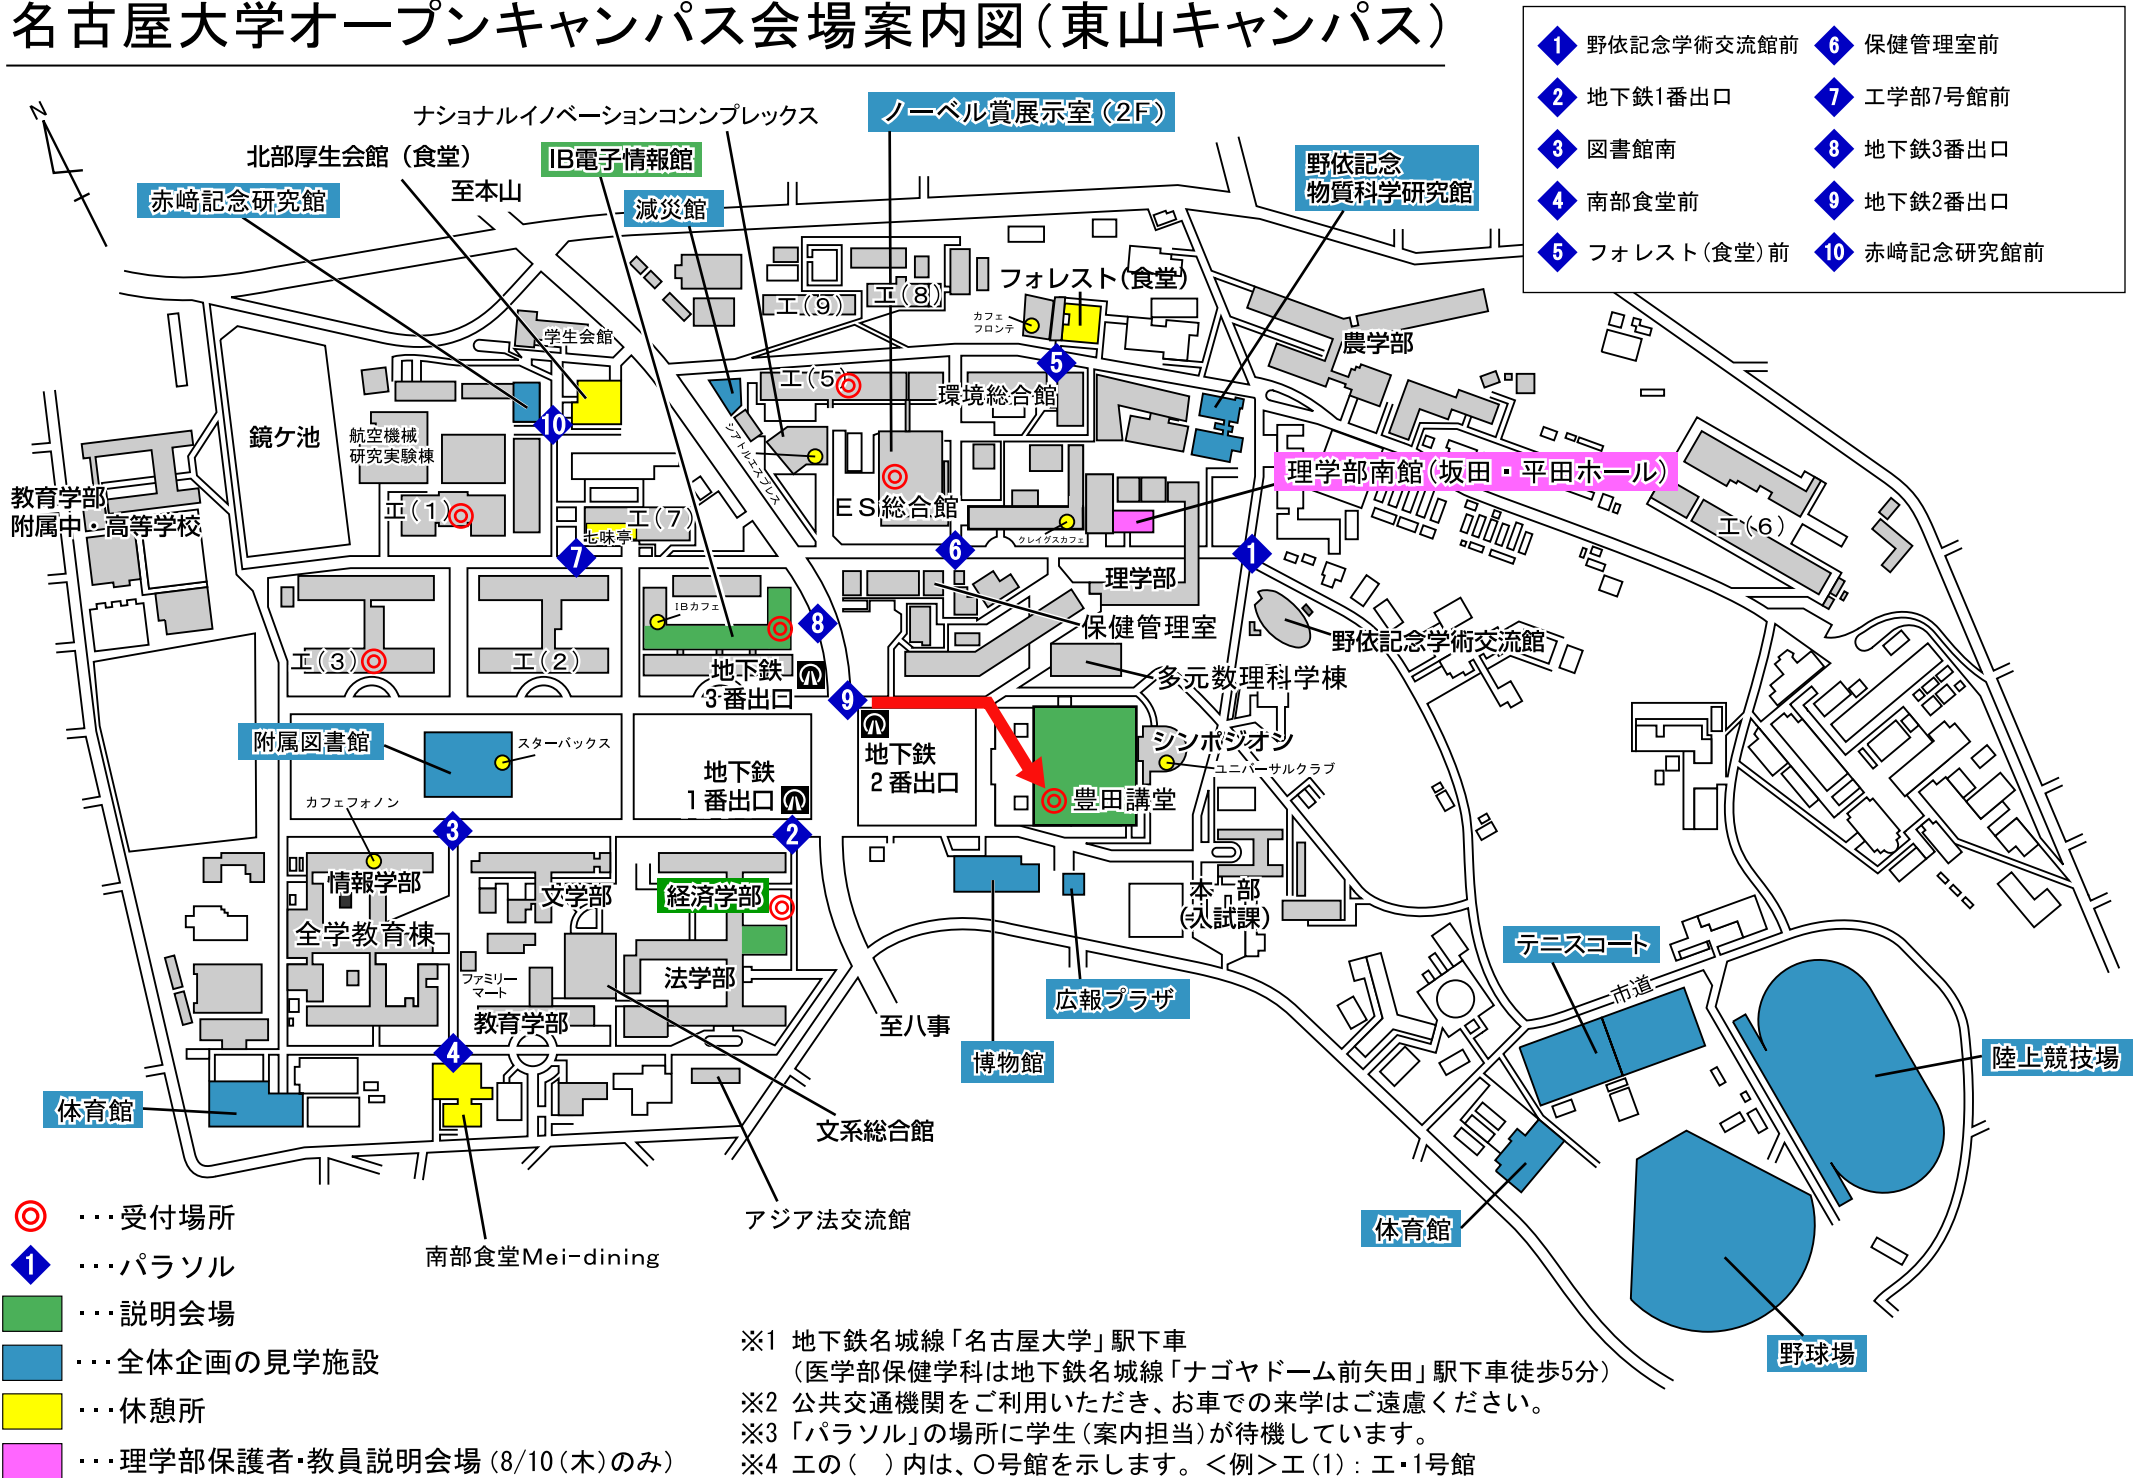 名古屋大学オープンキャンパス会場案内図(東山キャンパス)
1 野依記念学術交流館前
2 地下鉄1番出口
3 図書館南
4 南部食堂前
5 フォレスト(食堂)前
6 保健管理室前
7 工学部7号館前
8 地下鉄3番出口
9 地下鉄2番出口
10 赤﨑記念研究館前
N
ナショナルイノベーションコンンプレックス
ノーベル賞展示室(2F)
北部厚生会館(食堂)
IB電子情報館
野依記念
物質科学研究館
至本山
赤﨑記念研究館
減災館
工(9)
工(8)
フォレスト(食堂)
カフェ
フロンテ
学生会館
農学部
工(5)
5
環境総合館
10
鏡ケ池
航空機械
研究実験棟
シアトルエスプレス
理学部南館(坂田・平田ホール)
教育学部
附属中・高等学校
工(1)
工(7)
七味亭
7
ES総合館
クレイグスカフェ
6
1
工(6)
理学部
IBカフェ
8
保健管理室
野依記念学術交流館
工(3)
工(2)
地下鉄
3番出口
9
多元数理科学棟
附属図書館
スターバックス
地下鉄
2番出口
シンポジオン
ユニバーサルクラブ
地下鉄
1番出口
豊田講堂
カフェフォノン
3
2
情報学部
文学部
経済学部
本 部
(入試課)
全学教育棟
テニスコート
ファミリー
マート
法学部
広報プラザ
市道
教育学部
至八事
4
博物館
陸上競技場
体育館
文系総合館
アジア法交流館
体育館
南部食堂Mei-dining
野球場
・・・受付場所
1 ・・・パラソル
・・・説明会場
・・・全体企画の見学施設
・・・休憩所
・・・理学部保護者・教員説明会場(8/10(木)のみ)
※1 地下鉄名城線「名古屋大学」駅下車
(医学部保健学科は地下鉄名城線「ナゴヤドーム前矢田」駅下車徒歩5分)
※2 公共交通機関をご利用いただき、お車での来学はご遠慮ください。
※3 「パラソル」の場所に学生(案内担当)が待機しています。
※4 工の( )内は、〇号館を示します。<例>工(1):工・1号館